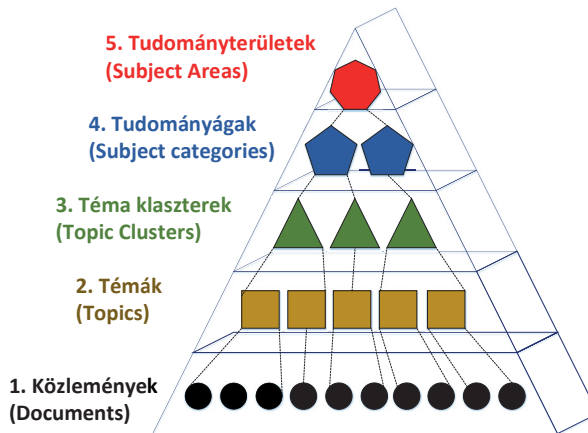 5. Tudományterületek
(Subject Areas)
4. Tudományágak
(Subject categories)
3. Téma klaszterek
(Topic Clusters)
2. Témák
(Topics)
1. Közlemények
(Documents)